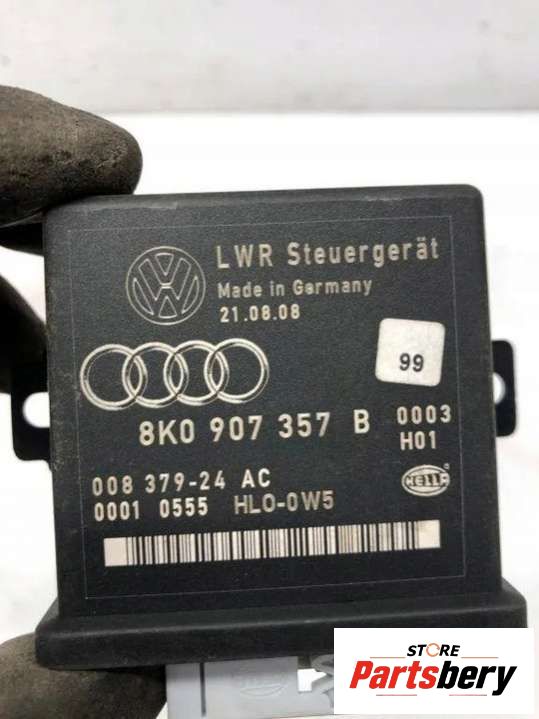 LWR Steuergerät
Made in Germany
21.08.08
99
8K0 907 357 B 0003
H01
008 379-24 AC
0001 0555 HLO-0W5
HELLA
STORE
Partsbery